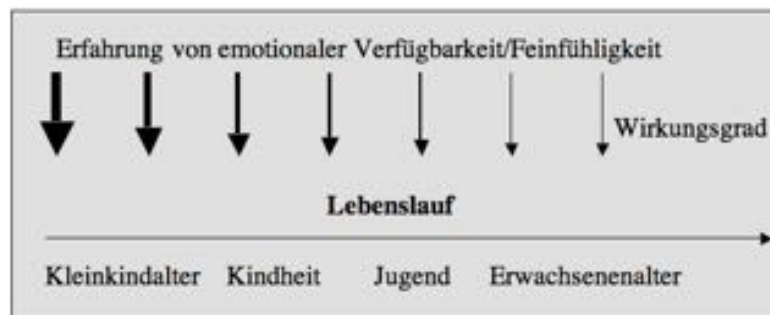 Erfahrung von emotionaler Verfügbarkeit/Feinfühligkeit
Wirkungsgrad
Lebenslauf
Kleinkindalter Kindheit Jugend Erwachsenenalter